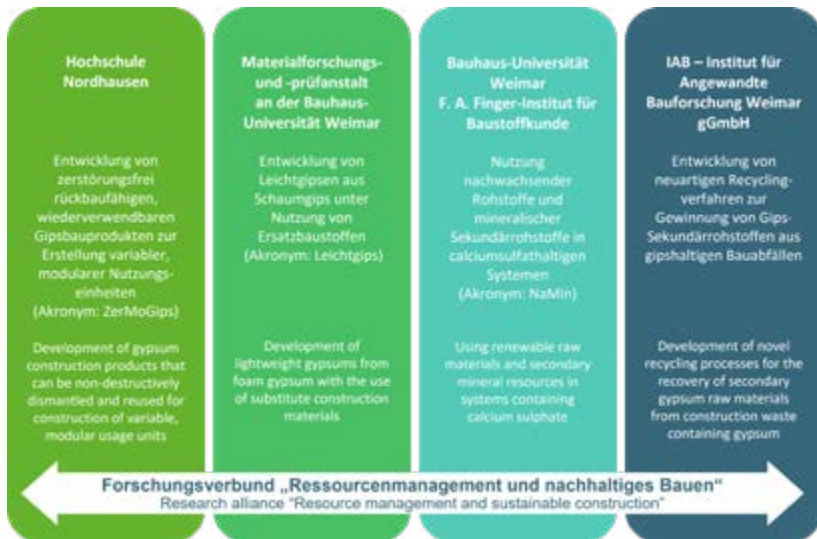 Hochschule
Nordhausen
Entwicklung von
zerstörungsfrei
rückbaufähigen,
wiederverwendbaren
Gipsbauprodukten zur
Erstellung variabler,
modularer Nutzungs-
einheiten
(Akronym: ZerMoGips)
Development of gypsum
construction products that
can be non-destructively
dismantled and reused for
construction of variable,
modular usage units
Materialforschungs-
und -prüfanstalt
an der Bauhaus-
Universität Weimar
Entwicklung von
Leichtgipsen aus
Schaumgips unter
Nutzung von
Ersatzbaustoffen
(Akronym: Leichtgips)
Development of
lightweight gypsums from
foam gypsum with the use
of substitute construction
materials
Bauhaus-Universität
Weimar
F. A. Finger-Institut für
Baustoffkunde
Nutzung
nachwachsender
Rohstoffe und
mineralischer
Sekundärrohstoffe in
calciumsulfathaltigen
Systemen
(Akronym: NaMin)
Using renewable raw
materials and secondary
mineral resources in
systems containing
calcium sulphate
IAB – Institut für
Angewandte
Bauforschung Weimar
gGmbH
Entwicklung von
neuartigen Recycling-
verfahren zur
Gewinnung von Gips-
Sekundärrohstoffen aus
gipshaltigen Bauabfällen
Development of novel
recycling processes for the
recovery of secondary
gypsum raw materials
from construction waste
containing gypsum
Forschungsverbund „Ressourcenmanagement und nachhaltiges Bauen“
Research alliance "Resource management and sustainable construction"